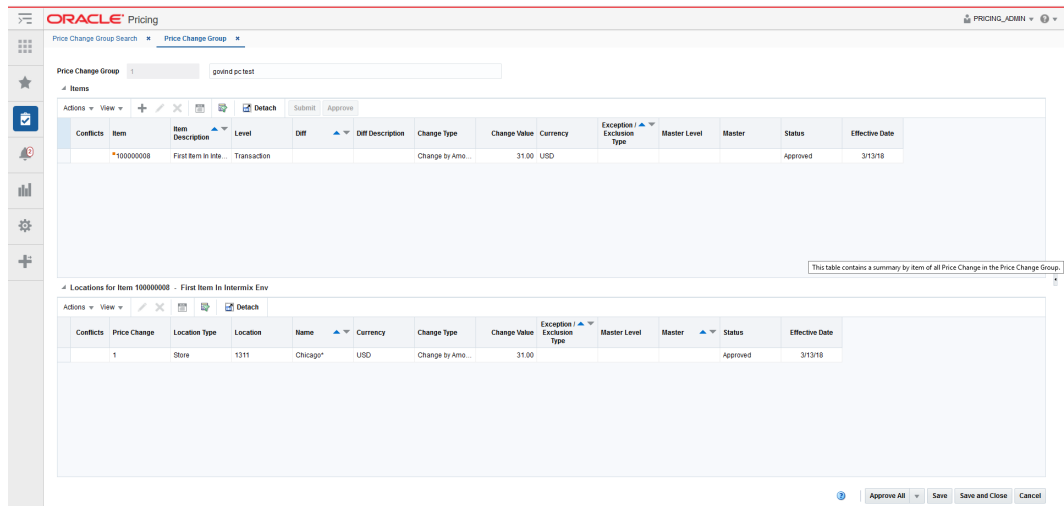 ORACLE® Pricing
PRICING_ADMIN
Price Change Group Search × Price Change Group ×
Price Change Group 1 govind pc test
Items
Actions View Detach Submit Approve
Conflicts Item Item Description Level Diff Diff Description Change Type Change Value Currency Exception / Exclusion Type Master Level Master Status Effective Date
*100000008 First Item In Inte... Transaction Change by Amo... 31.00 USD Approved 3/13/18
2
This table contains a summary by item of all Price Change in the Price Change Group.
Locations for Item 100000008 - First Item In Intermix Env
Actions View Detach
Conflicts Price Change Location Type Location Name Currency Change Type Change Value Exception / Exclusion Type Master Level Master Status Effective Date
1 Store 1311 Chicago* USD Change by Amo... 31.00 Approved 3/13/18
Approve All Save Save and Close Cancel